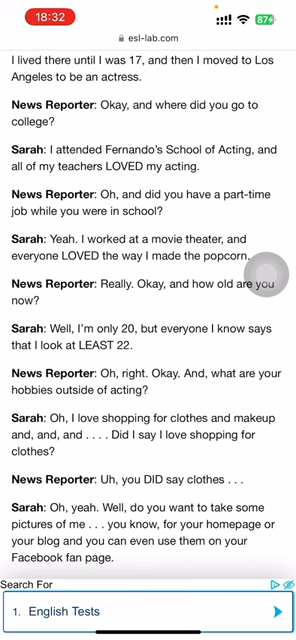 18:32
87
esl-lab.com
I lived there until I was 17, and then I moved to Los
Angeles to be an actress.
News Reporter: Okay, and where did you go to
college?
Sarah: I attended Fernando's School of Acting, and
all of my teachers LOVED my acting.
News Reporter: Oh, and did you have a part-time
job while you were in school?
Sarah: Yeah. I worked at a movie theater, and
everyone LOVED the way I made the popcorn.
News Reporter: Really. Okay, and how old are you
now?
Sarah: Well, I'm only 20, but everyone I know says
that I look at LEAST 22.
News Reporter: Oh, right. Okay. And, what are your
hobbies outside of acting?
Sarah: Oh, I love shopping for clothes and makeup
and, and, and . . . . Did I say I love shopping for
clothes?
News Reporter: Uh, you DID say clothes . . .
Sarah: Oh, yeah. Well, do you want to take some
pictures of me . . . you know, for your homepage or
your blog and you can even use them on your
Facebook fan page.
Search For
1. English Tests